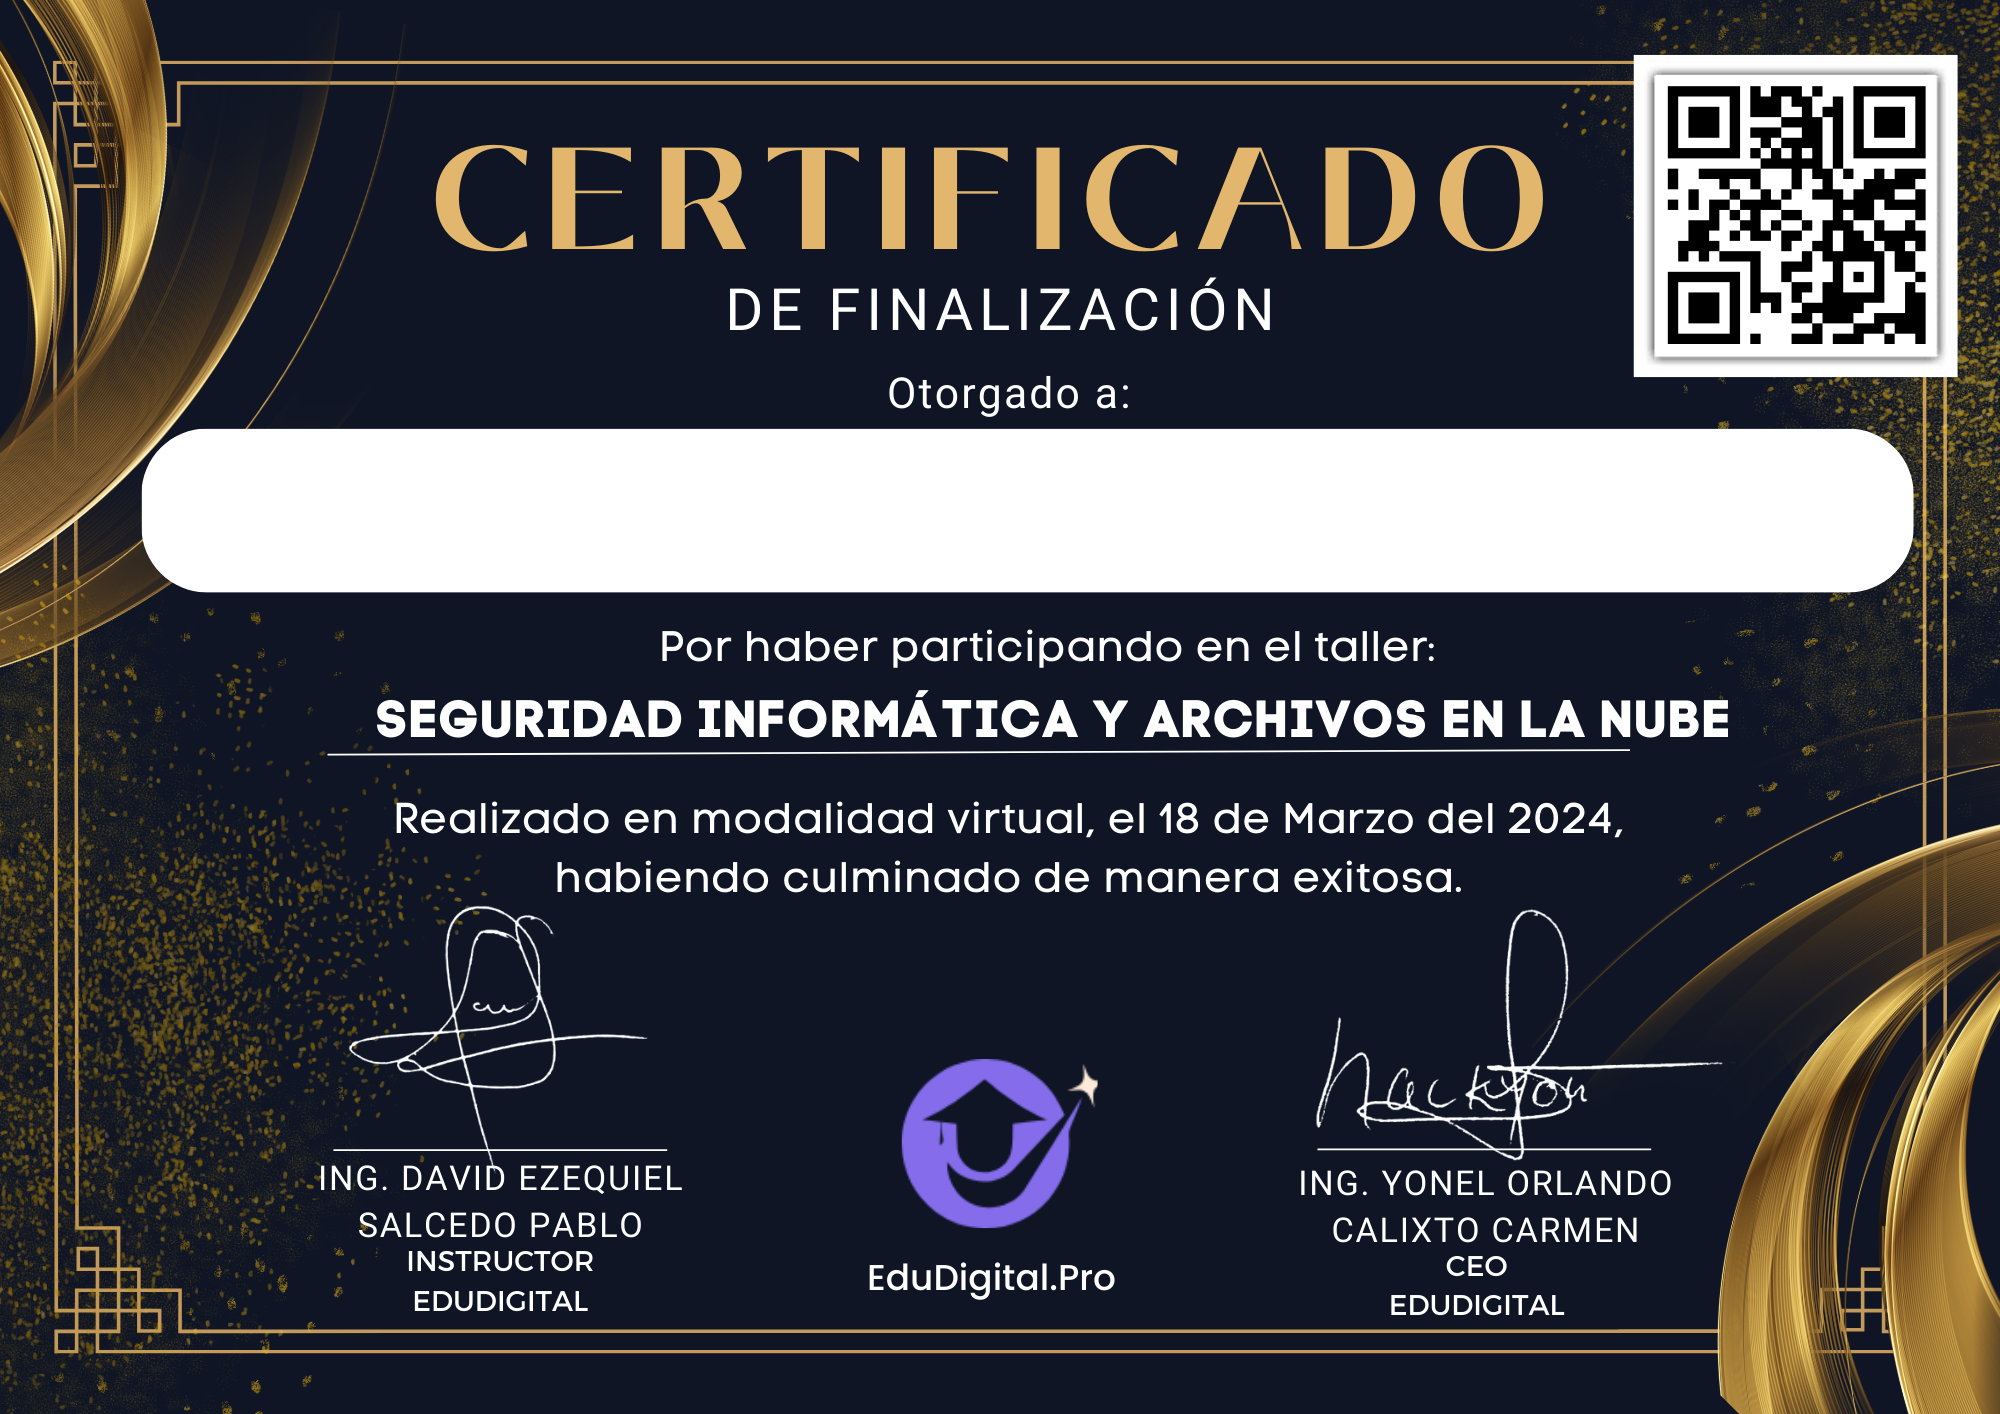 CERTIFICADO
DE FINALIZACIÓN
Otorgado a:
Por haber participando en el taller:
SEGURIDAD INFORMÁTICA Y ARCHIVOS EN LA NUBE
Realizado en modalidad virtual, el 18 de Marzo del 2024,
habiendo culminado de manera exitosa.
ING. DAVID EZEQUIEL
SALCEDO PABLO
INSTRUCTOR
EDUDIGITAL
EduDigital.Pro
ING. YONEL ORLANDO
CALIXTO CARMEN
CEO
EDUDIGITAL